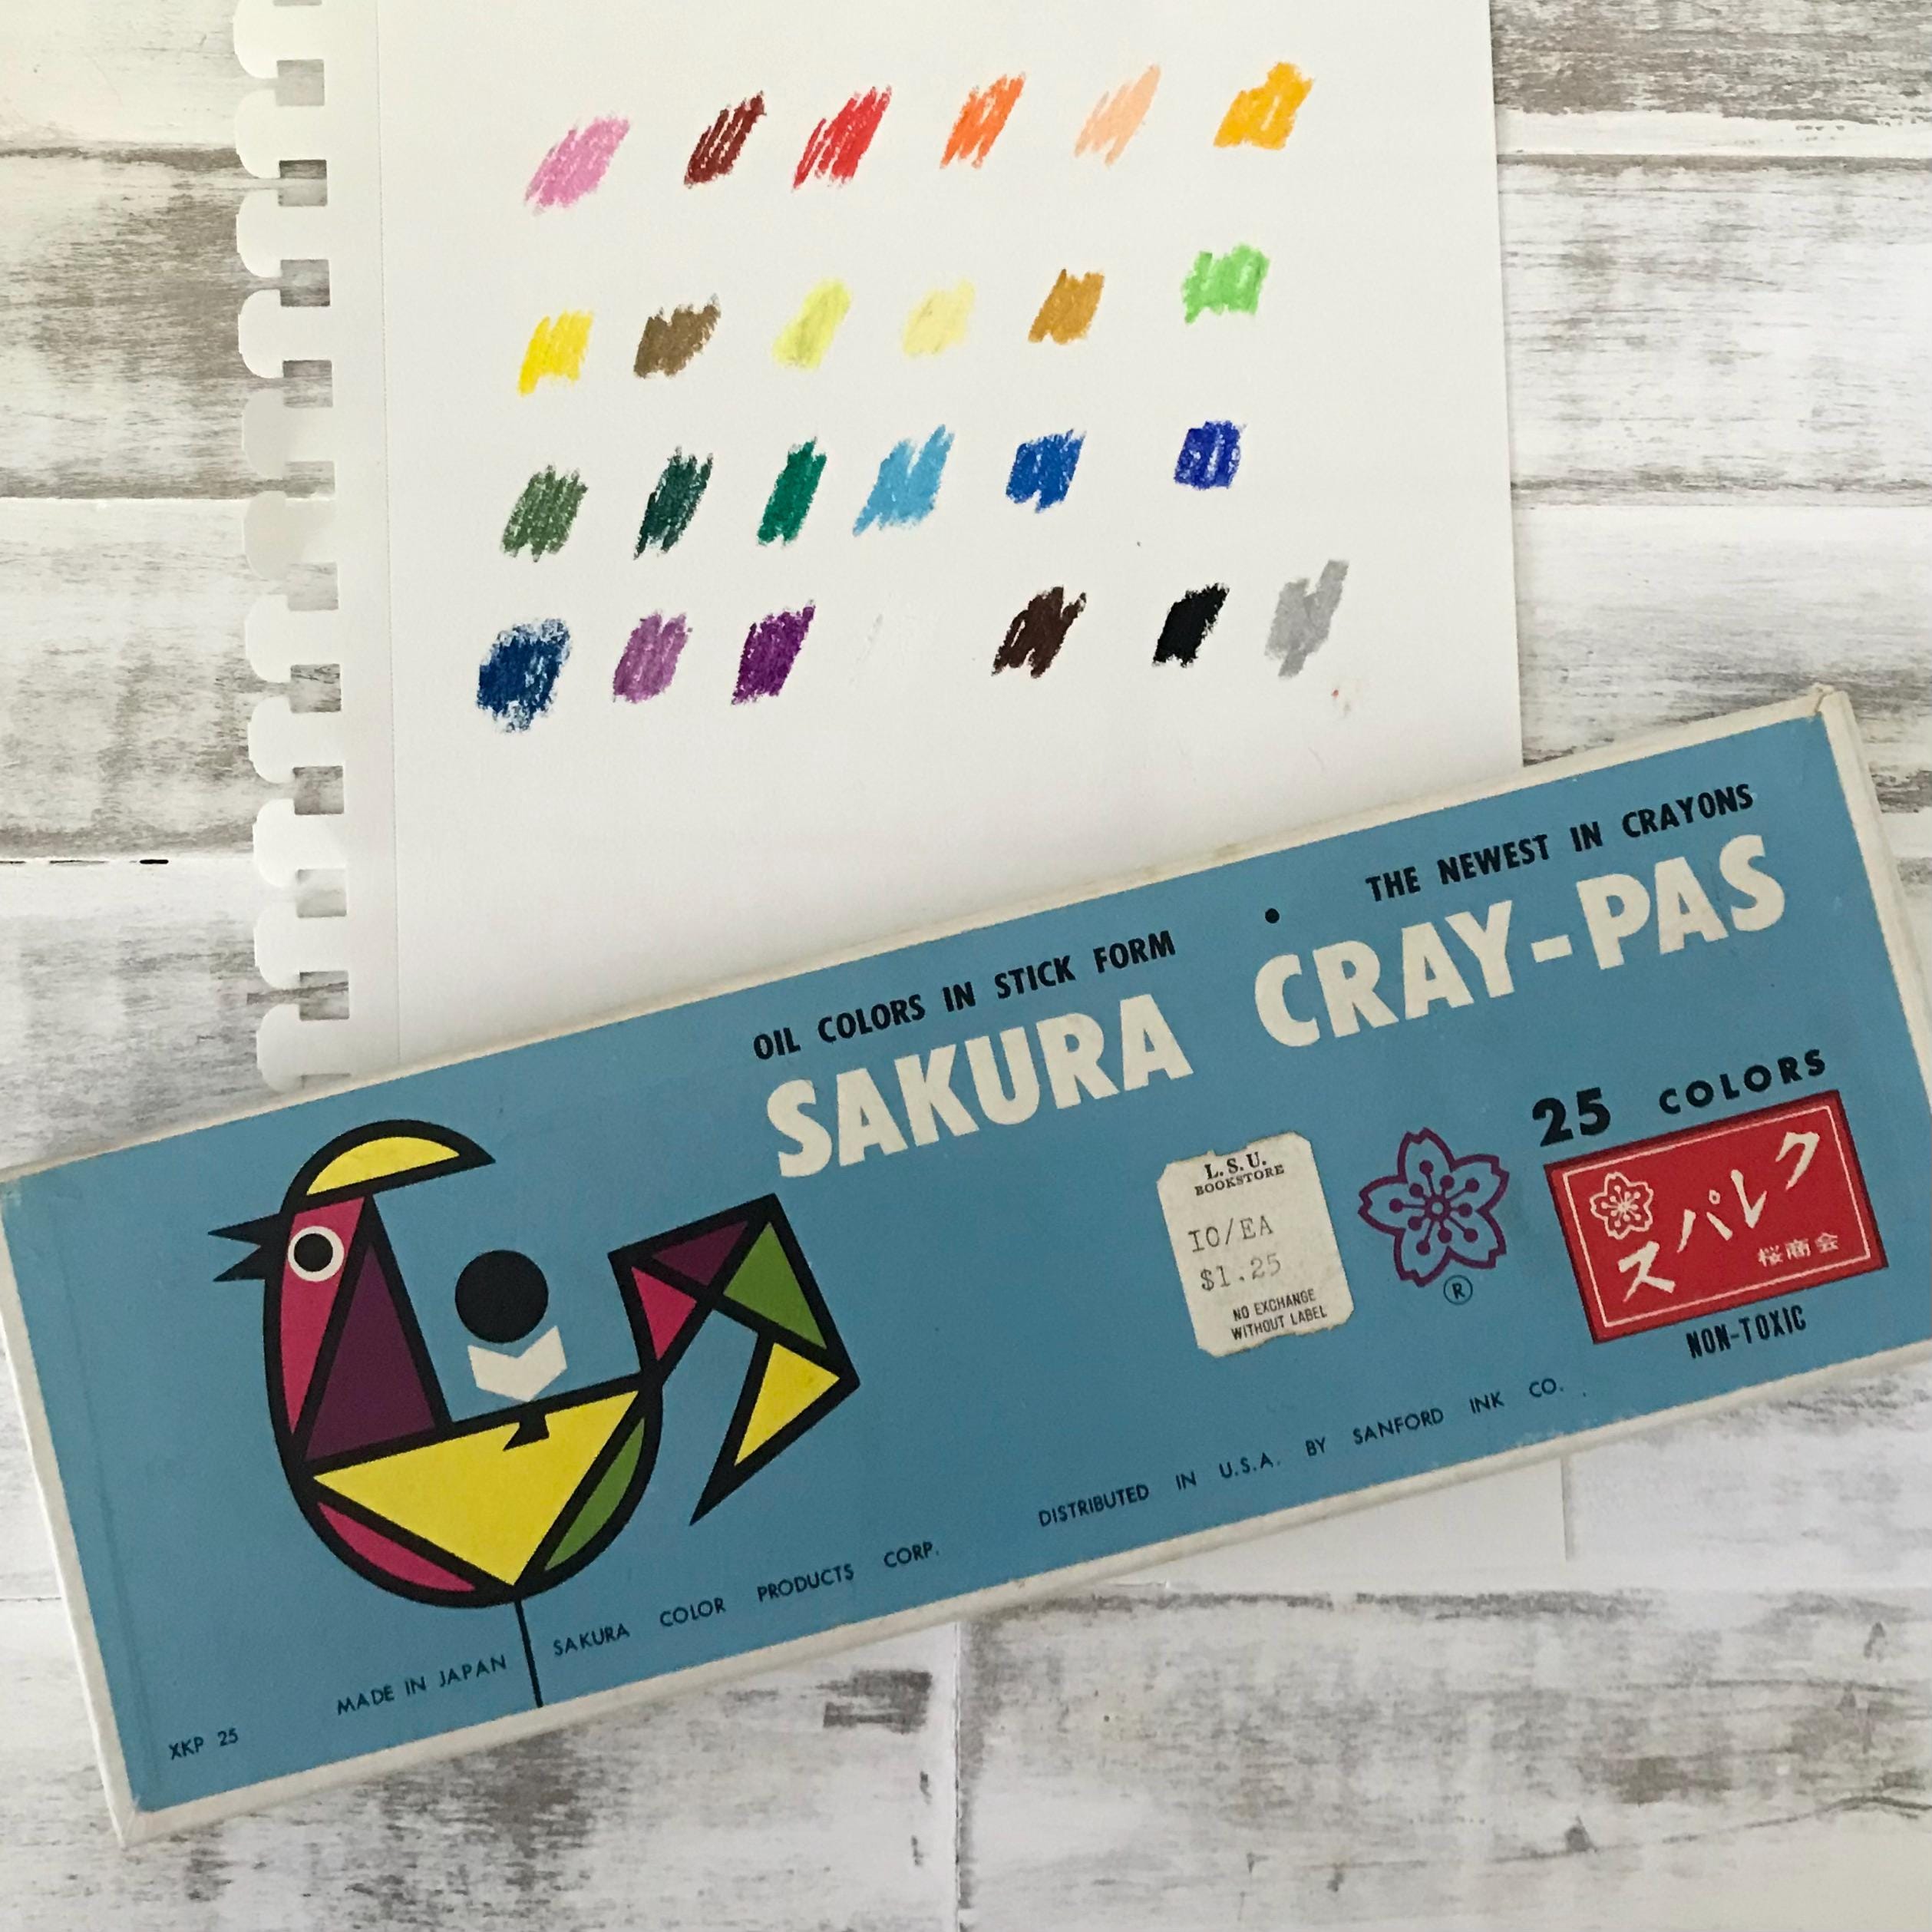 OIL COLORS IN STICK FORM • THE NEWEST IN CRAYONS
SAKURA CRAY-PAS
25 COLORS
L. S. U.
BOOKSTORE
IO/EA
$1.25
NO EXCHANGE
WITHOUT LABEL
®
クレパス
桜商会
NON-TOXIC
DISTRIBUTED IN U.S.A. BY SANFORD INK CO.
MADE IN JAPAN SAKURA COLOR PRODUCTS CORP.
XKP 25